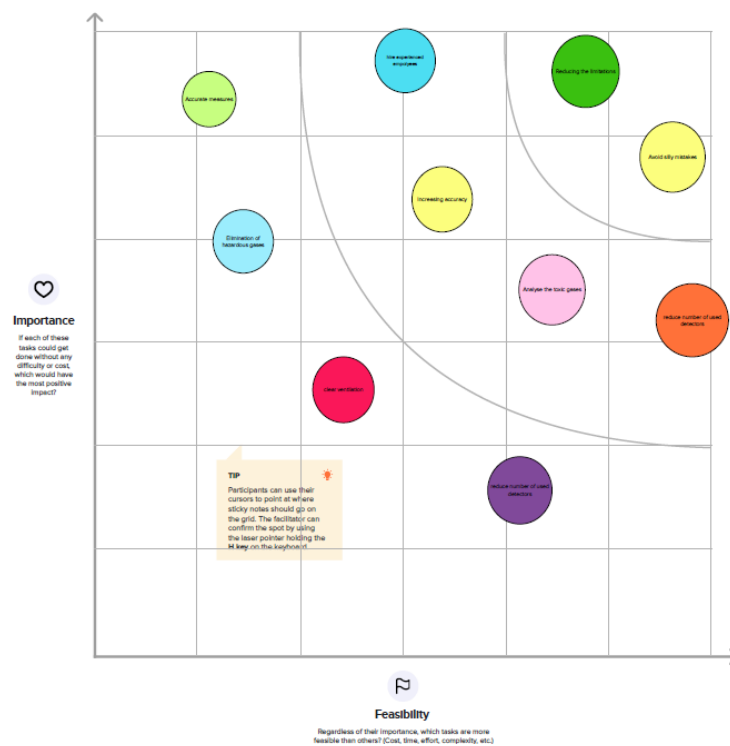 Hire experienced
employees
Reducing the limitations
Accurate measures
Avoid silly mistakes
Increasing accuracy
Elimination of
hazardous gases
Analyse the toxic gases
Importance
If each of these
tasks could get
done without any
difficulty or cost,
which would have
the most positive
impact?
reduce number of used
detectors
clear ventilation
TIP
Participants can use their
cursors to point at where
sticky notes should go on
the grid. The facilitator can
confirm the spot by using
the laser pointer holding the
H key on the keyboard.
reduce number of used
detectors
Feasibility
Regardless of their importance, which tasks are more
feasible than others? (Cost, time, effort, complexity, etc.)